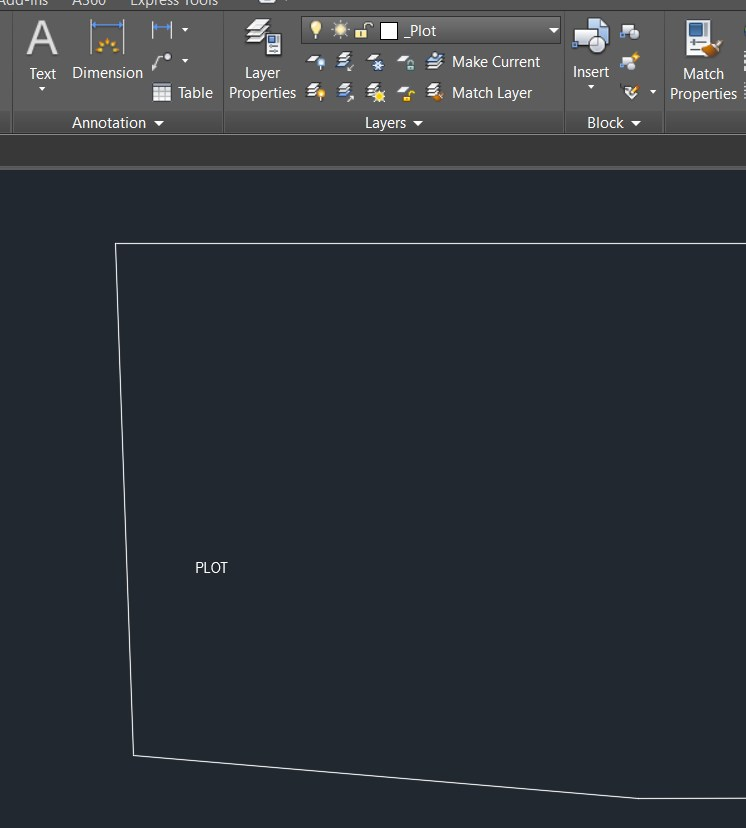 Add-ins A360 Express Tools
_Plot
Text Dimension Table
Layer Properties Make Current
Match Layer
Insert
Match Properties
Annotation Layers Block
PLOT